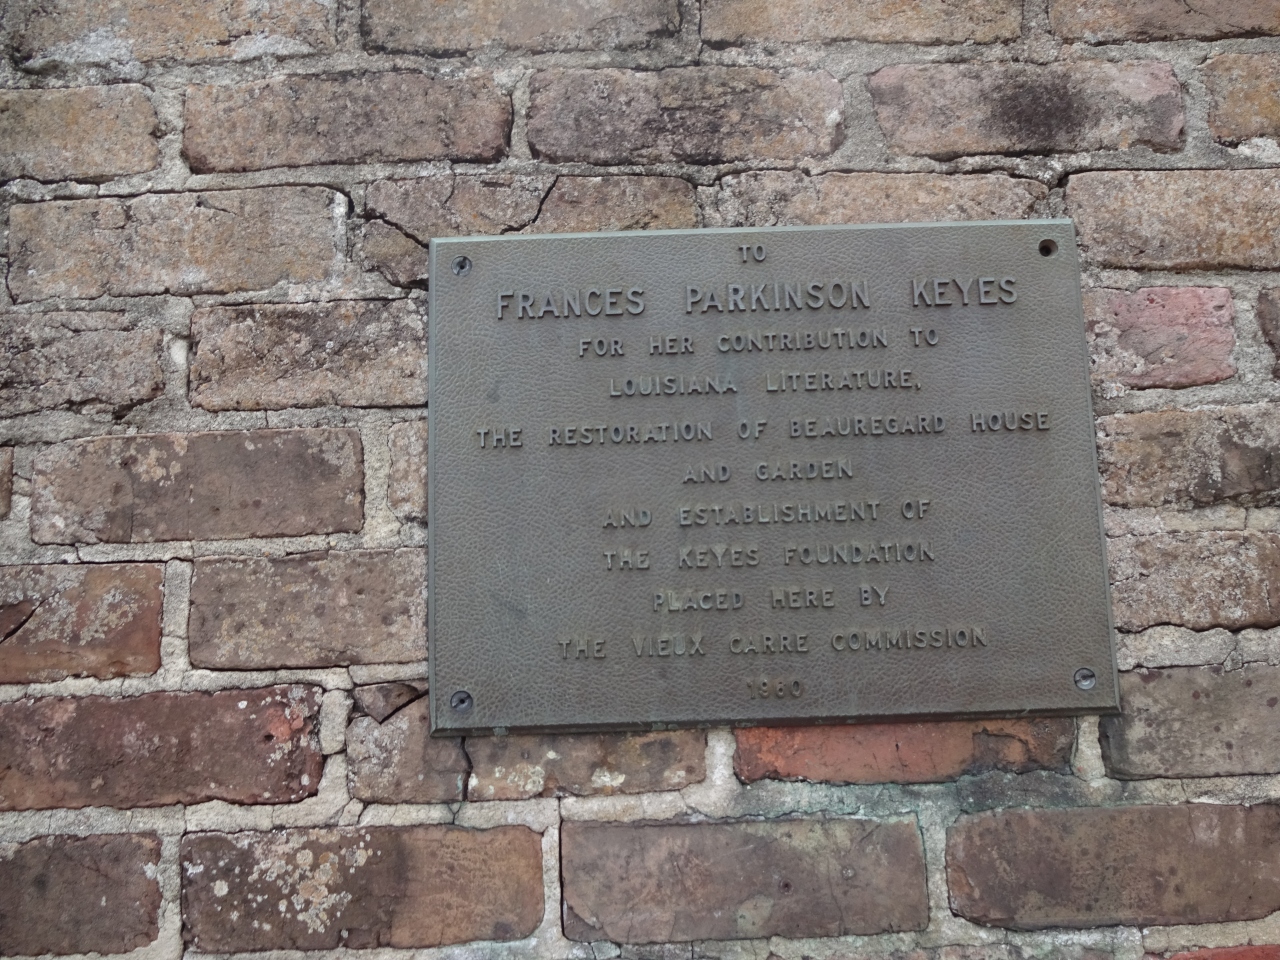 TO
FRANCES PARKINSON KEYES
FOR HER CONTRIBUTION TO
LOUISIANA LITERATURE,
THE RESTORATION OF BEAUREGARD HOUSE
AND GARDEN
AND ESTABLISHMENT OF
THE KEYES FOUNDATION
PLACED HERE BY
THE VIEUX CARRE COMMISSION
1960